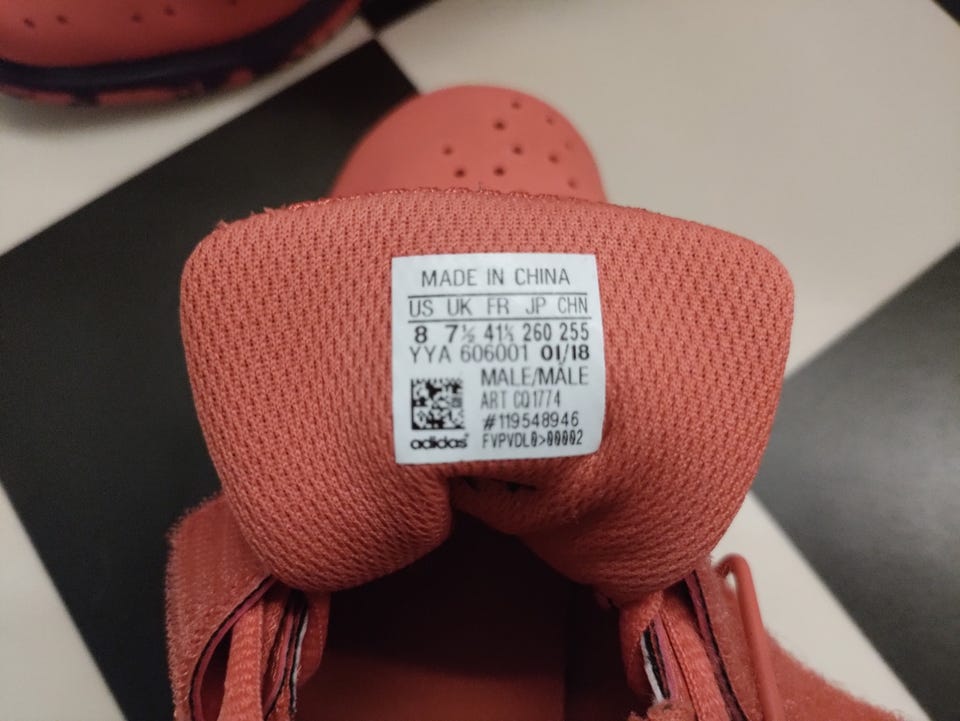 MADE IN CHINA
US UK FR JP CHN
8 7½ 41⅓ 260 255
YYA 606001 01/18
MALE/MÂLE
ART CQ1774
#119548946
adidas FVPVDL0>00002